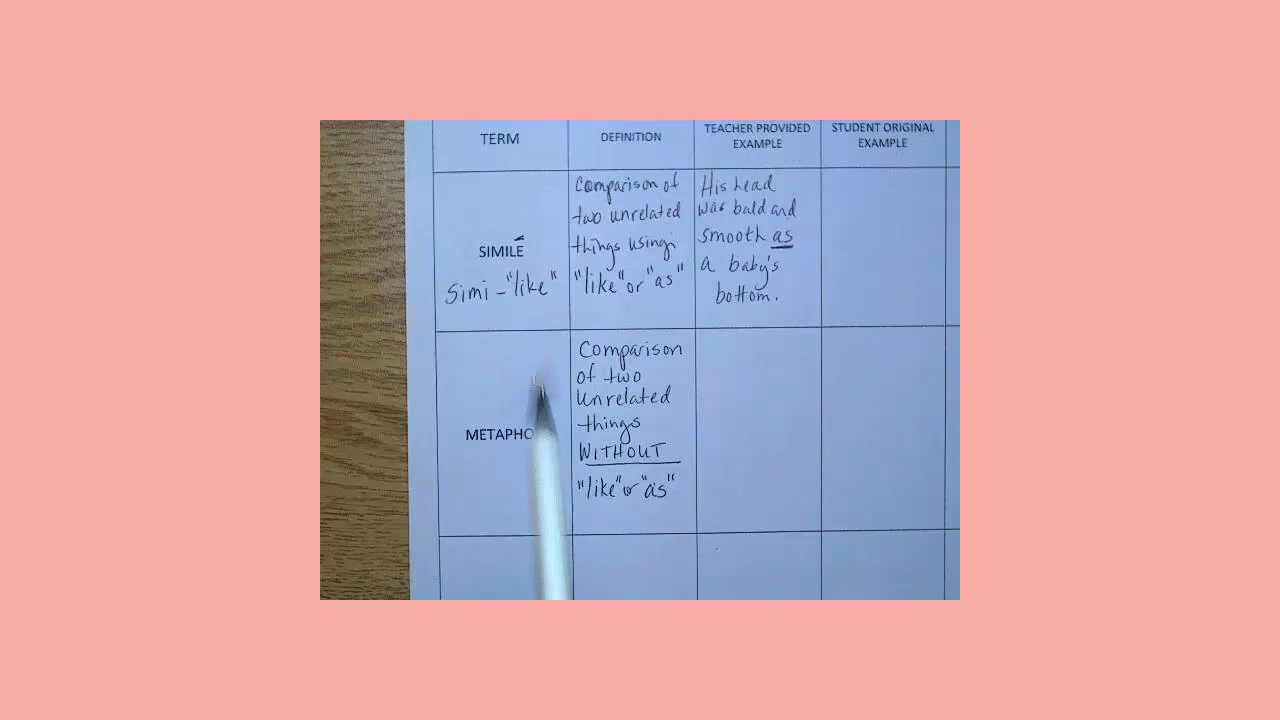 TERM
DEFINITION
TEACHER PROVIDED
EXAMPLE
STUDENT ORIGINAL
EXAMPLE
SIMILE
Simi - "like"
Comparison of
two unrelated
things using
"like" or "as"
His head
was bald and
smooth as
a baby's
bottom.
Comparison
of two
unrelated
things
WITHOUT
"like" or "as"